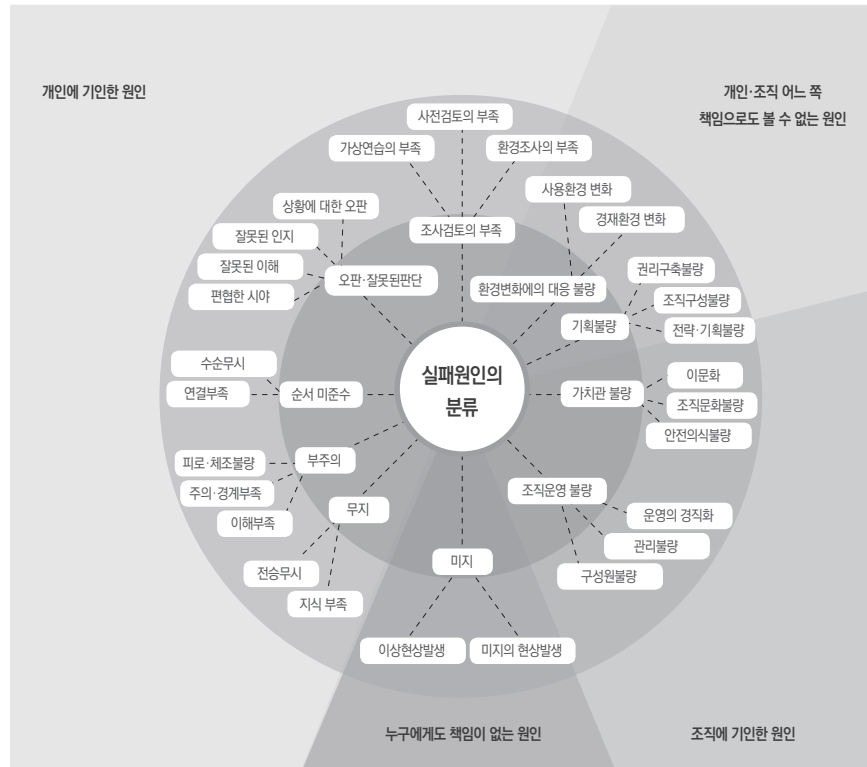 개인에 기인한 원인
개인·조직 어느 쪽
책임으로도 볼 수 없는 원인
사전검토의 부족
가상연습의 부족
환경조사의 부족
조사검토의 부족
사용환경 변화
경재환경 변화
환경변화에의 대응 불량
상황에 대한 오판
잘못된 인지
잘못된 이해
편협한 시야
오판·잘못된판단
권리구축불량
조직구성불량
전략·기획불량
기획불량
실패원인의
분류
수순무시
연결부족
순서 미준수
가치관 불량
이문화
조직문화불량
안전의식불량
피로·체조불량
주의·경계부족
이해부족
부주의
무지
전승무시
지식 부족
조직운영 불량
운영의 경직화
관리불량
구성원불량
미지
이상현상발생
미지의 현상발생
누구에게도 책임이 없는 원인
조직에 기인한 원인